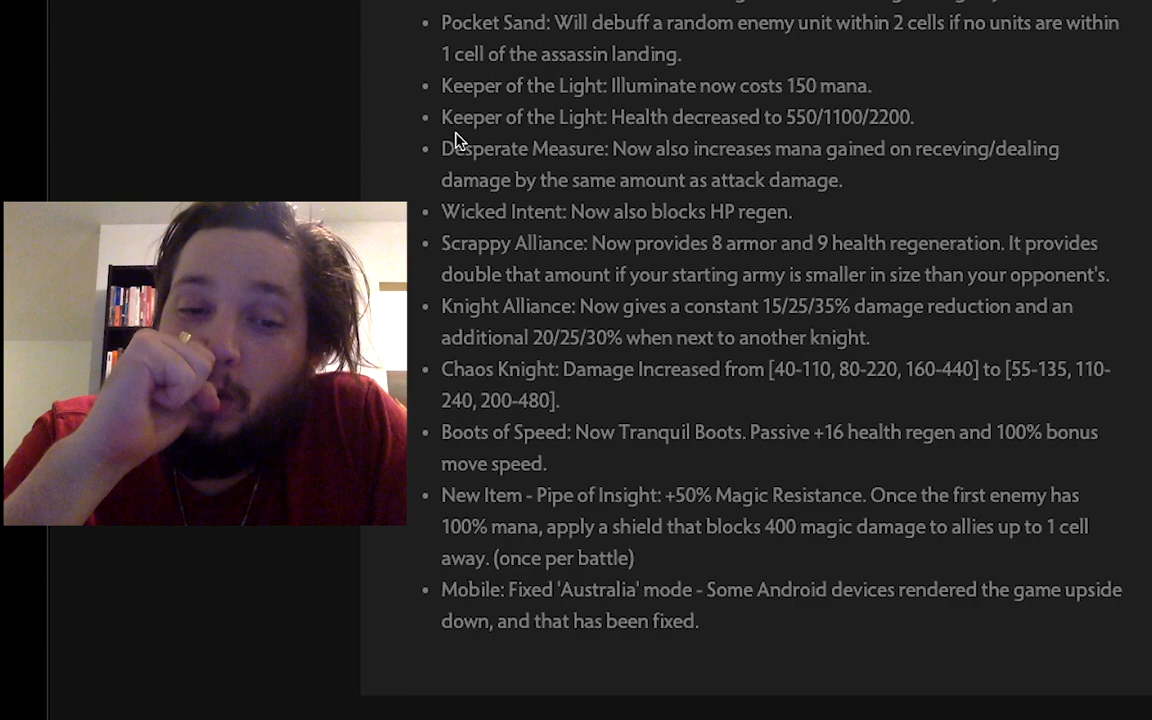 Pocket Sand: Will debuff a random enemy unit within 2 cells if no units are within
1 cell of the assassin landing.
Keeper of the Light: Illuminate now costs 150 mana.
Keeper of the Light: Health decreased to 550/1100/2200.
Desperate Measure: Now also increases mana gained on receving/dealing
damage by the same amount as attack damage.
Wicked Intent: Now also blocks HP regen.
Scrappy Alliance: Now provides 8 armor and 9 health regeneration. It provides
double that amount if your starting army is smaller in size than your opponent's.
Knight Alliance: Now gives a constant 15/25/35% damage reduction and an
additional 20/25/30% when next to another knight.
Chaos Knight: Damage Increased from [40-110, 80-220, 160-440] to [55-135, 110-
240, 200-480].
Boots of Speed: Now Tranquil Boots. Passive +16 health regen and 100% bonus
move speed.
New Item - Pipe of Insight: +50% Magic Resistance. Once the first enemy has
100% mana, apply a shield that blocks 400 magic damage to allies up to 1 cell
away. (once per battle)
Mobile: Fixed 'Australia' mode - Some Android devices rendered the game upside
down, and that has been fixed.